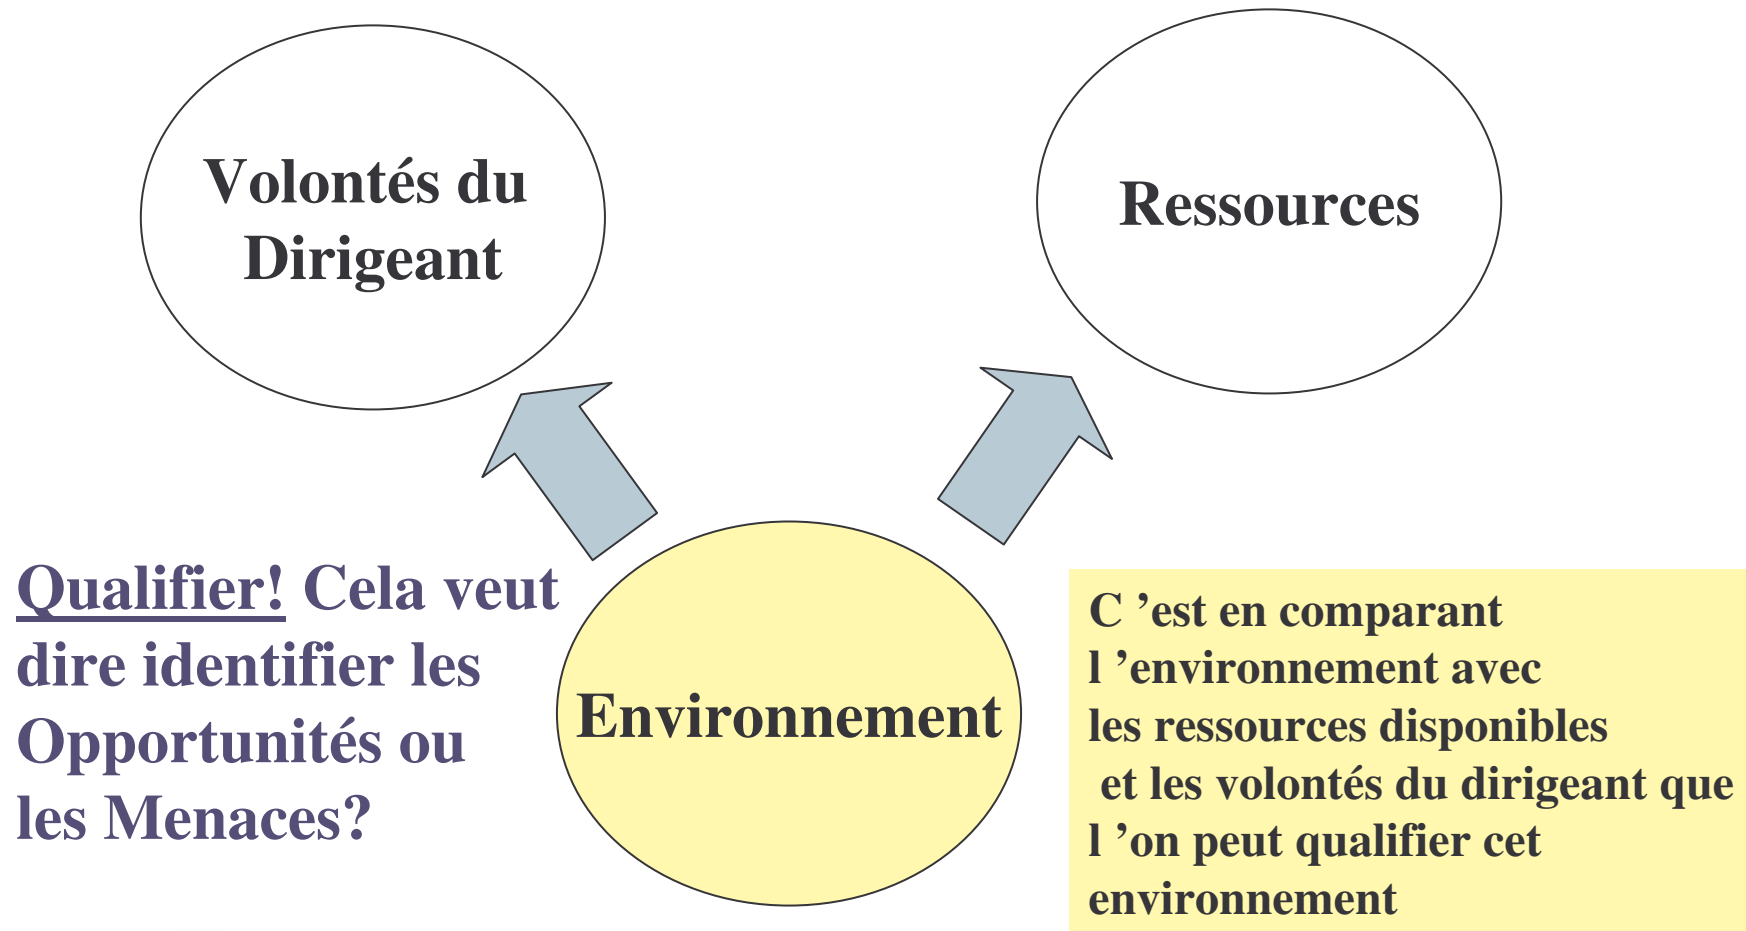 Volontés du
Dirigeant
Ressources
Environnement
Qualifier! Cela veut
dire identifier les
Opportunités ou
les Menaces?
C ’est en comparant
l ’environnement avec
les ressources disponibles
et les volontés du dirigeant que
l ’on peut qualifier cet
environnement